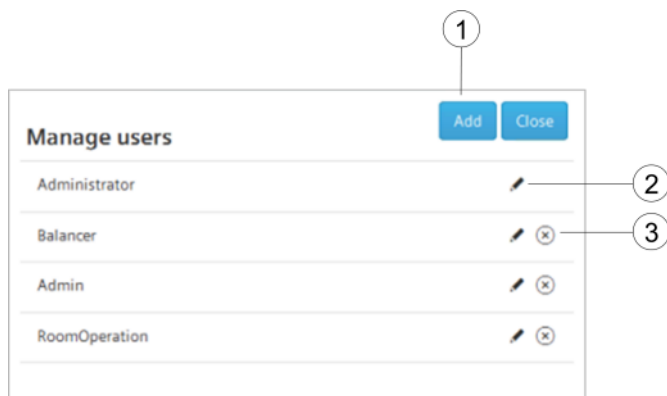 1
Add Close
Manage users
Administrator
2
Balancer
3
Admin
RoomOperation